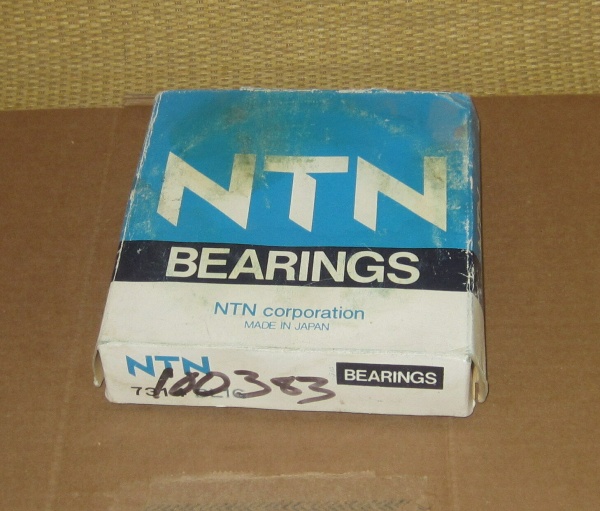 NTN
BEARINGS
NTN corporation
MADE IN JAPAN
NTN
BEARINGS
100383